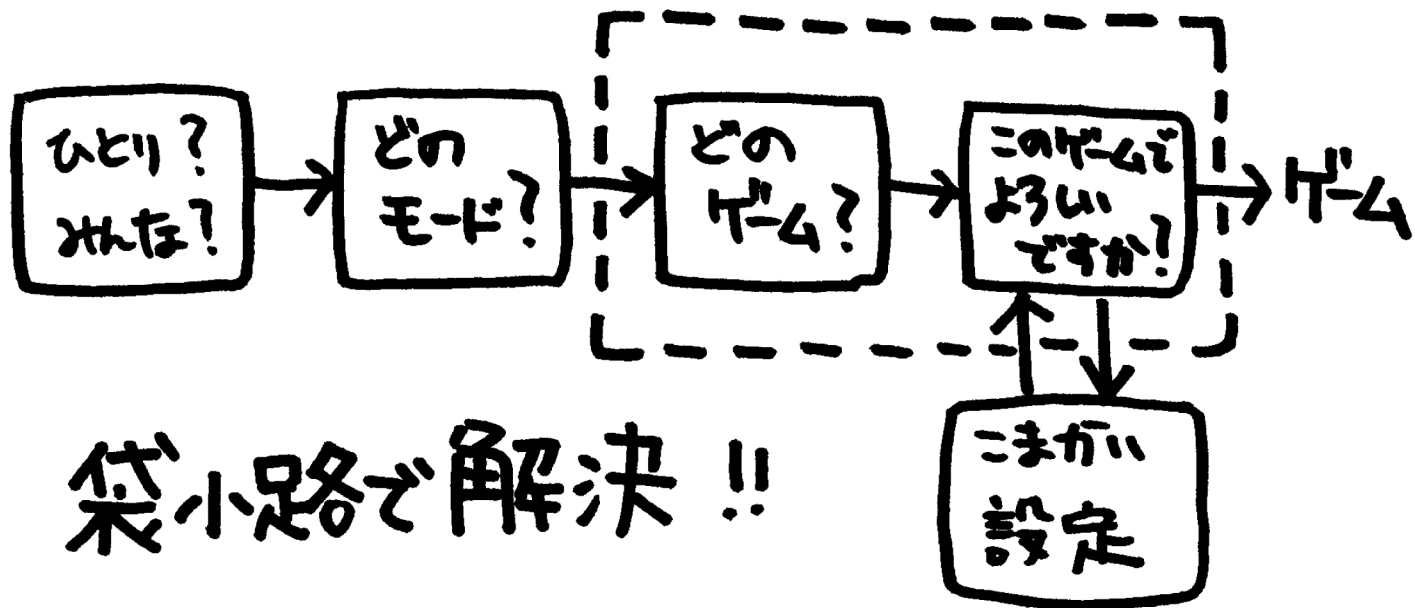 ひとり?
みんな?
どの
モード?
どの
ゲーム?
このゲームで
よろしい
ですか?
ゲーム
こまかい
設定
袋小路で解決!!